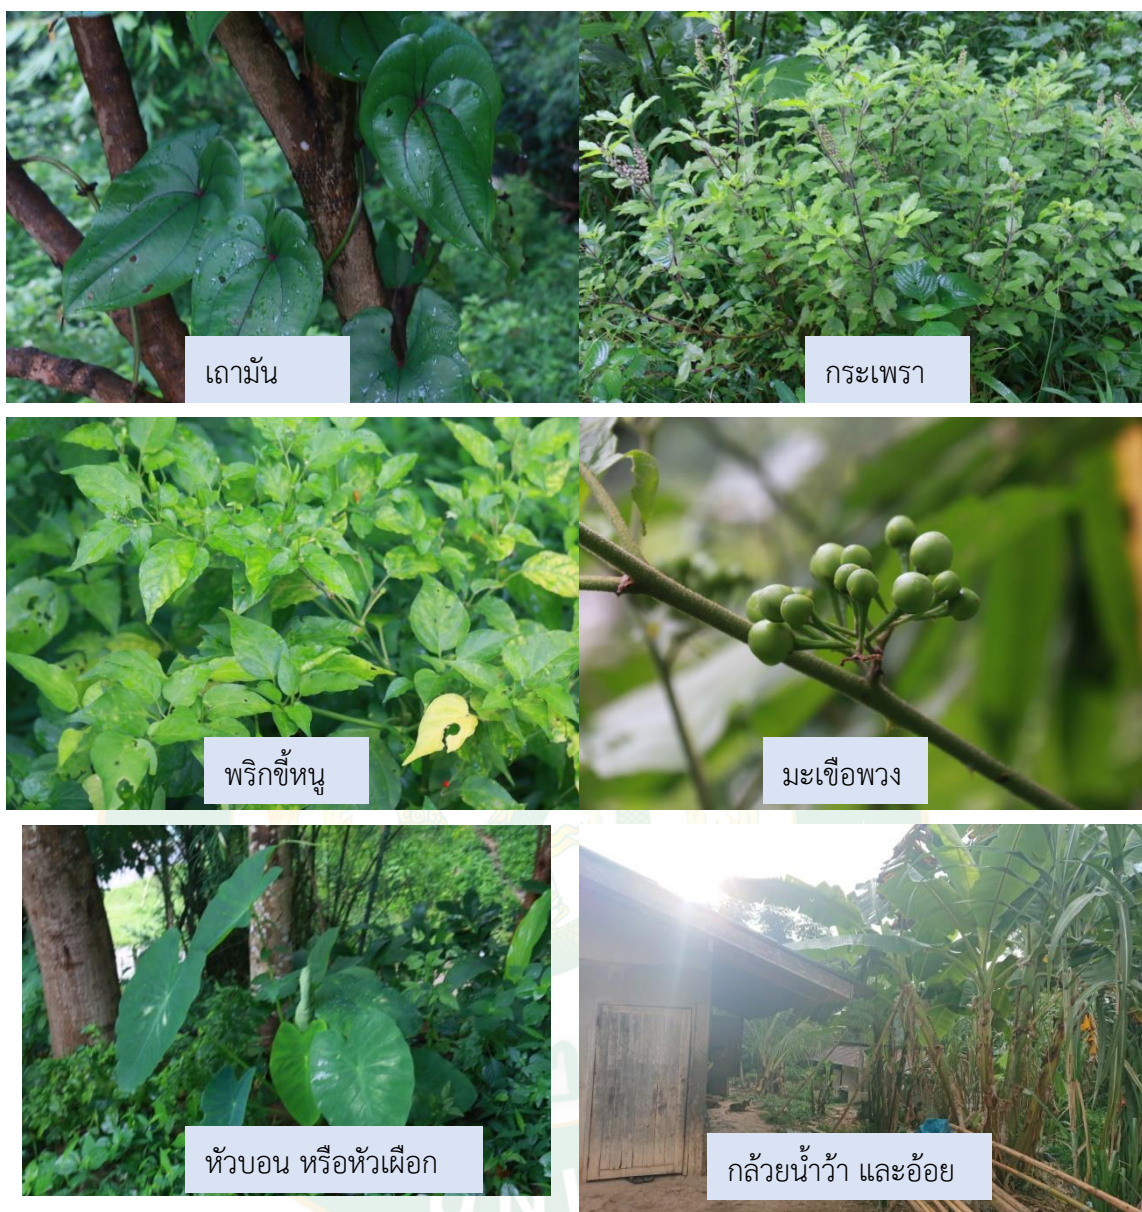 เถามัน
กระเพรา
พริกขี้หนู
มะเขือพวง
หัวบอน หรือหัวเผือก
กล้วยน้ำว้า และอ้อย